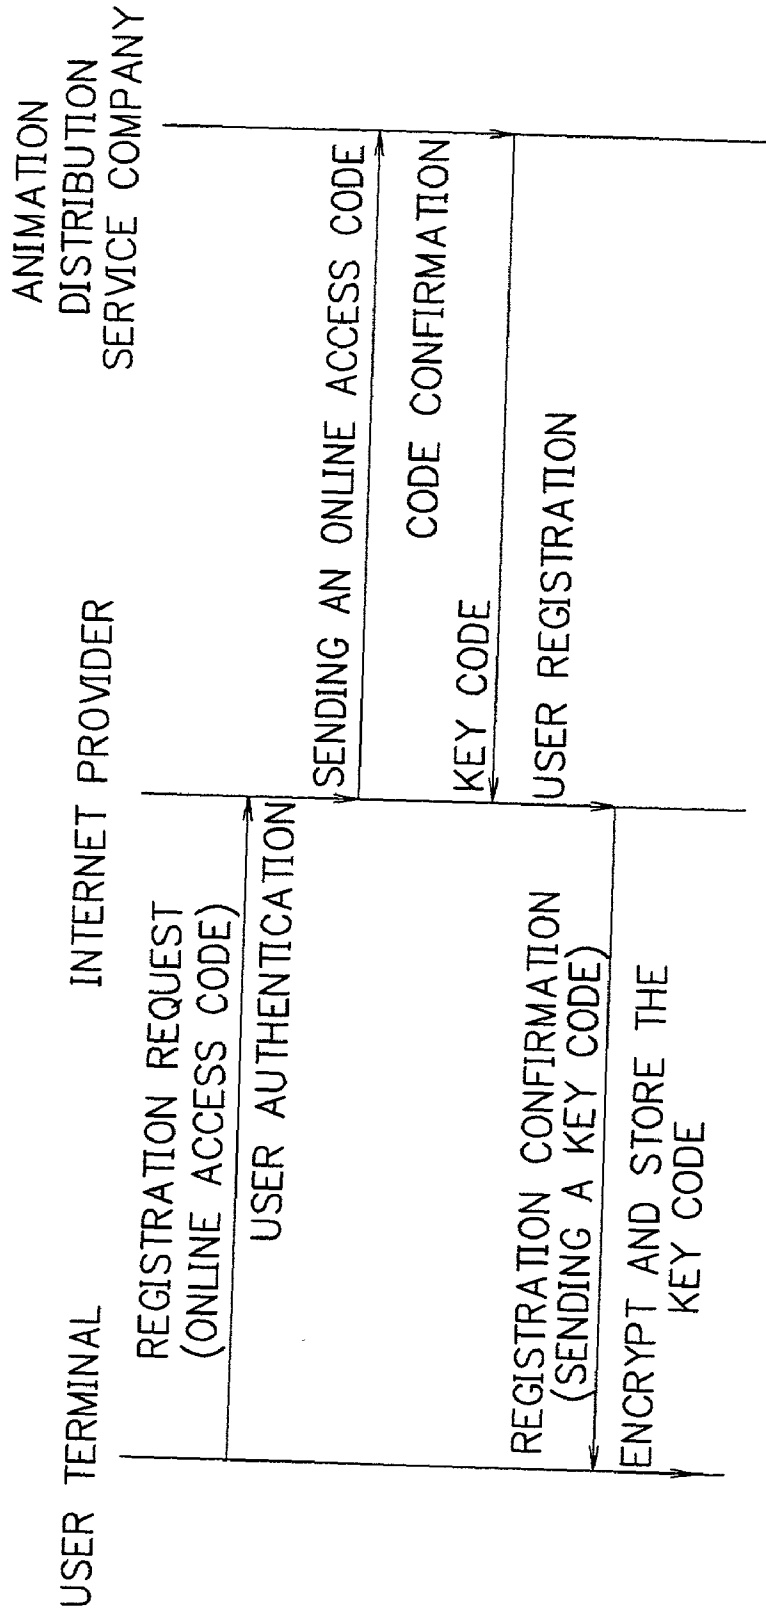 USER TERMINAL
INTERNET PROVIDER
ANIMATION
DISTRIBUTION
SERVICE COMPANY
REGISTRATION REQUEST
(ONLINE ACCESS CODE)
USER AUTHENTICATION
SENDING AN ONLINE ACCESS CODE
CODE CONFIRMATION
KEY CODE
USER REGISTRATION
REGISTRATION CONFIRMATION
(SENDING A KEY CODE)
ENCRYPT AND STORE THE
KEY CODE